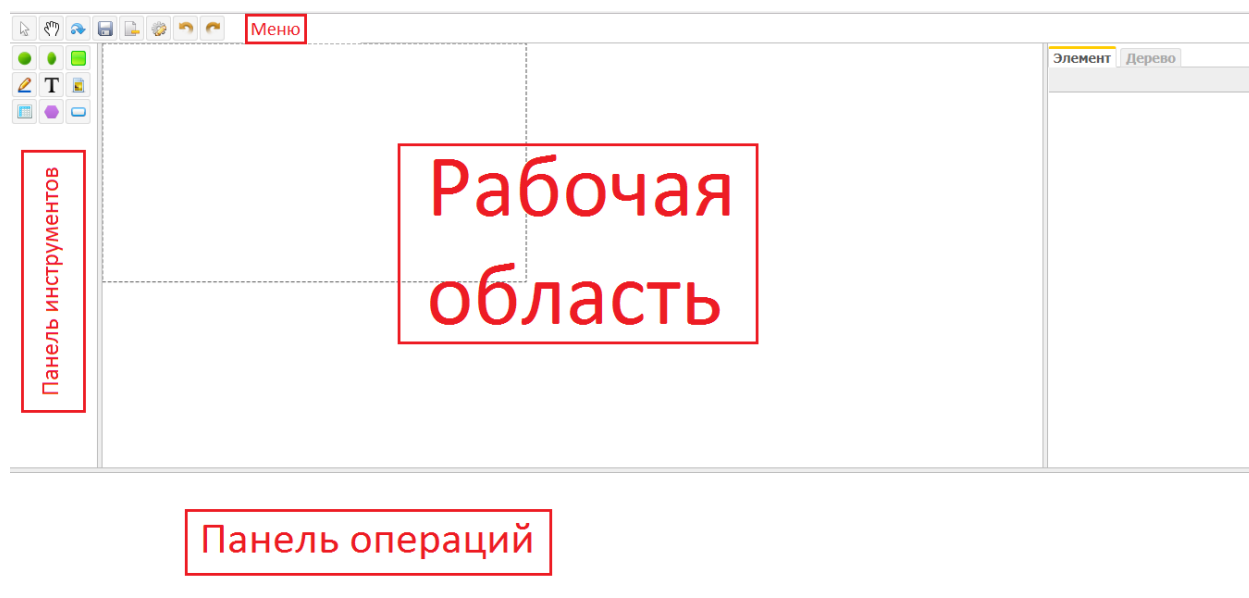 Меню
Элемент Дерево
T
Рабочая
область
Панель инструментов
Панель операций